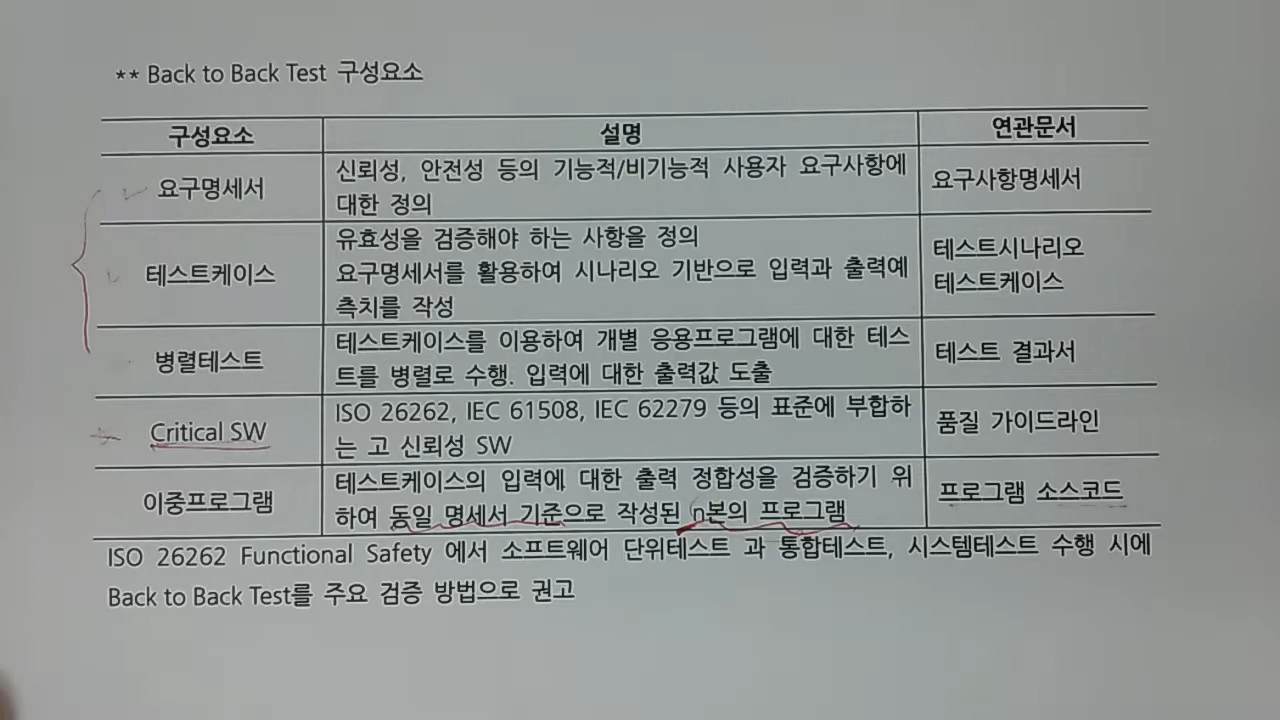 ** Back to Back Test 구성요소
구성요소
설명
연관문서
요구명세서
신뢰성, 안전성 등의 기능적/비기능적 사용자 요구사항에
대한 정의
요구사항명세서
테스트케이스
유효성을 검증해야 하는 사항을 정의
요구명세서를 활용하여 시나리오 기반으로 입력과 출력예
측치를 작성
테스트시나리오
테스트케이스
병렬테스트
테스트케이스를 이용하여 개별 응용프로그램에 대한 테스
트를 병렬로 수행. 입력에 대한 출력값 도출
테스트 결과서
Critical SW
ISO 26262, IEC 61508, IEC 62279 등의 표준에 부합하
는 고 신뢰성 SW
품질 가이드라인
이중프로그램
테스트케이스의 입력에 대한 출력 정합성을 검증하기 위
하여 동일 명세서 기준으로 작성된 n본의 프로그램
프로그램 소스코드
ISO 26262 Functional Safety 에서 소프트웨어 단위테스트 과 통합테스트, 시스템테스트 수행 시에
Back to Back Test를 주요 검증 방법으로 권고